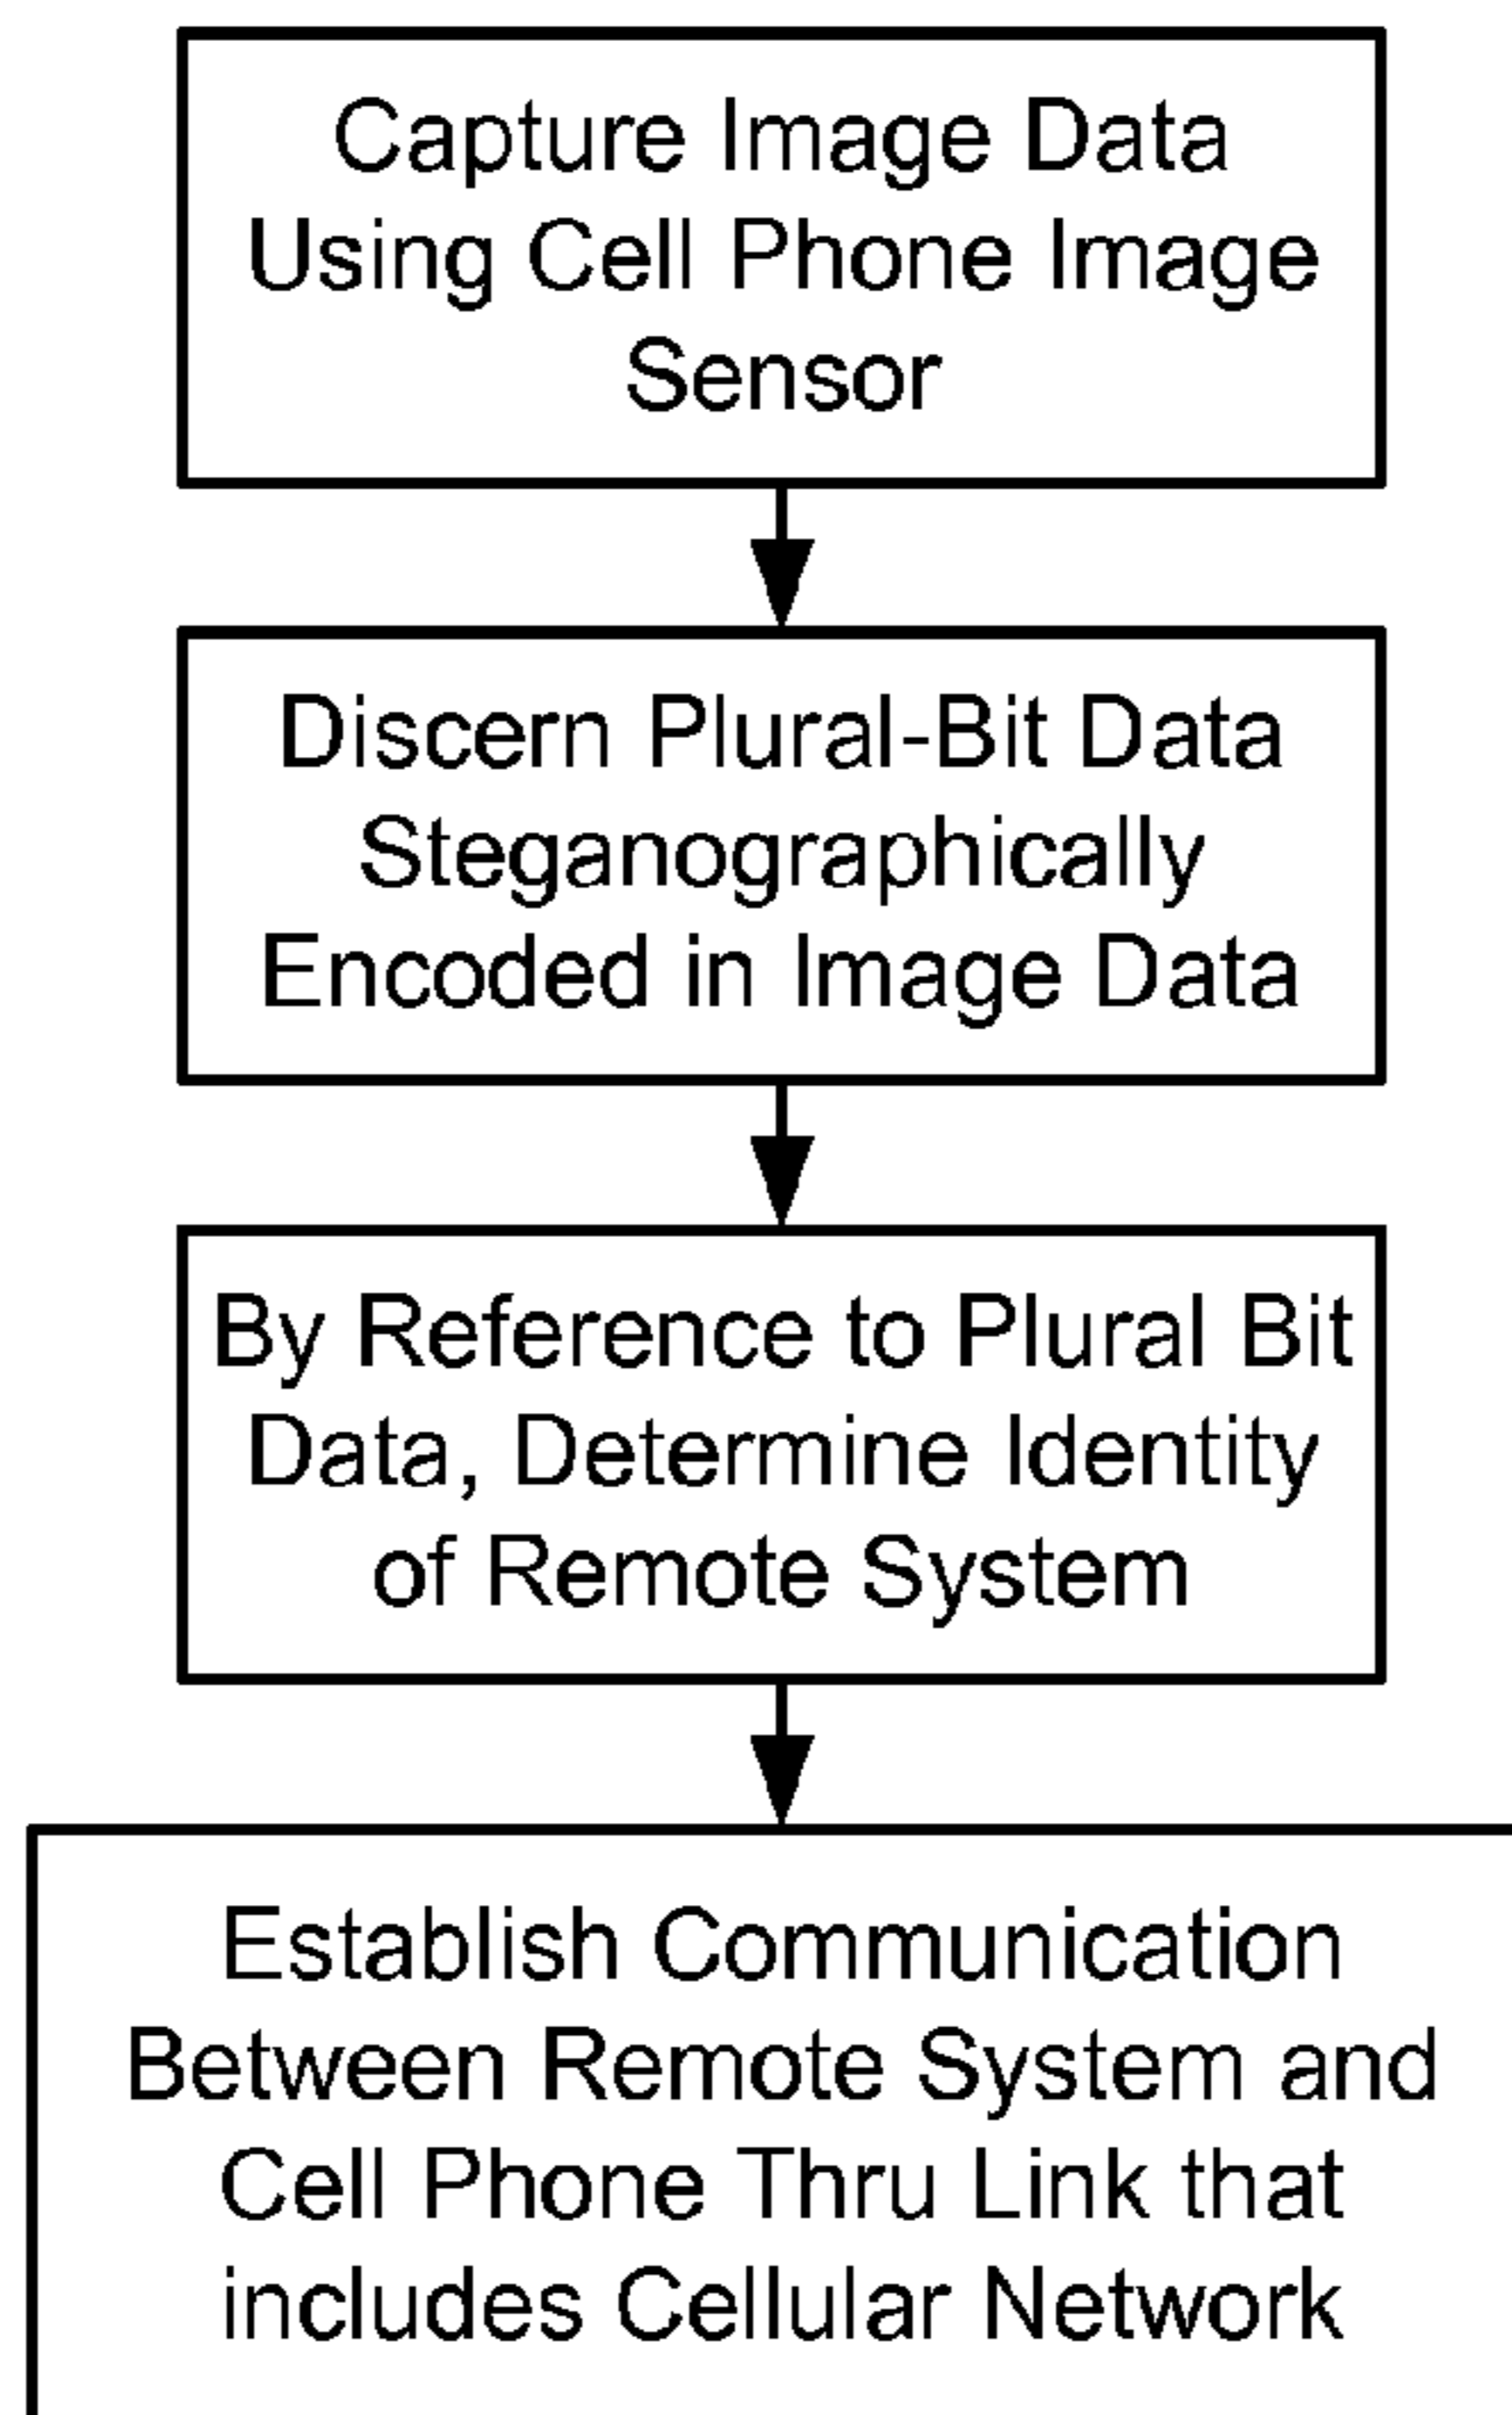 Capture Image Data
Using Cell Phone Image
Sensor
Discern Plural-Bit Data
Steganographically
Encoded in Image Data
By Reference to Plural Bit
Data, Determine Identity
of Remote System
Establish Communication
Between Remote System and
Cell Phone Thru Link that
includes Cellular Network